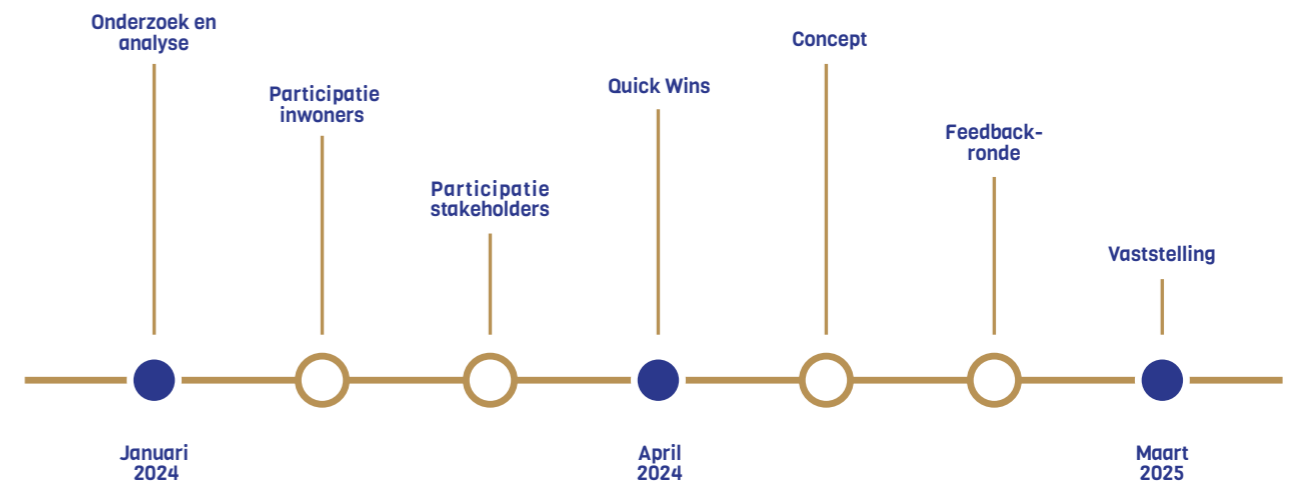 Onderzoek en
analyse
Participatie
inwoners
Participatie
stakeholders
Quick Wins
Concept
Feedback-
ronde
Vaststelling
Januari
2024
April
2024
Maart
2025